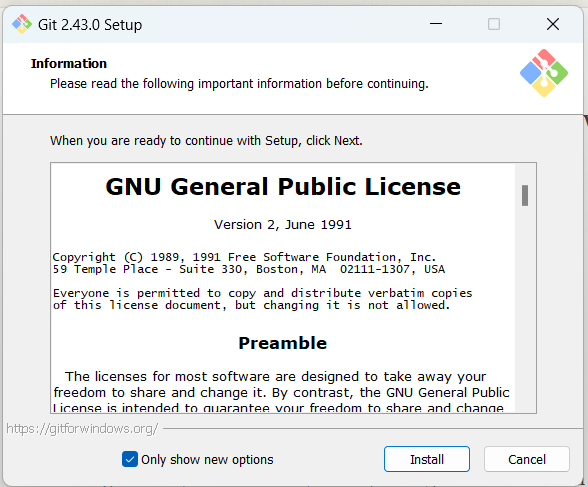 Git 2.43.0 Setup
Information
Please read the following important information before continuing.
When you are ready to continue with Setup, click Next.
GNU General Public License
Version 2, June 1991
Copyright (C) 1989, 1991 Free Software Foundation, Inc.
59 Temple Place - Suite 330, Boston, MA  02111-1307, USA
Everyone is permitted to copy and distribute verbatim copies
of this license document, but changing it is not allowed.
Preamble
The licenses for most software are designed to take away your
freedom to share and change it. By contrast, the GNU General Public
License is intended to guarantee your freedom to share and change
https://gitforwindows.org/
Only show new options
Install
Cancel